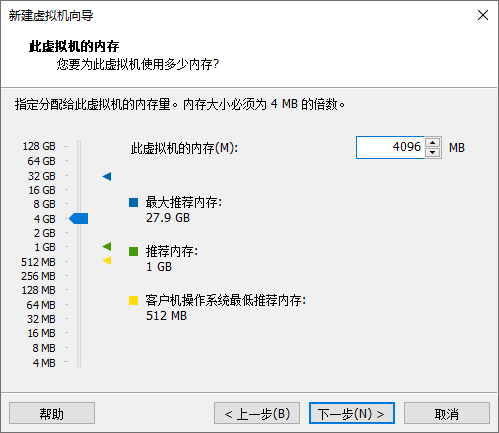 新建虚拟机向导
此虚拟机的内存
您要为此虚拟机使用多少内存?
指定分配给此虚拟机的内存量。内存大小必须为 4 MB 的倍数。
128 GB
64 GB
32 GB
16 GB
8 GB
4 GB
2 GB
1 GB
512 MB
256 MB
128 MB
64 MB
32 MB
16 MB
8 MB
4 MB
此虚拟机的内存(M): 4096 MB
最大推荐内存:
27.9 GB
推荐内存:
1 GB
客户机操作系统最低推荐内存:
512 MB
帮助 < 上一步(B) 下一步(N) > 取消